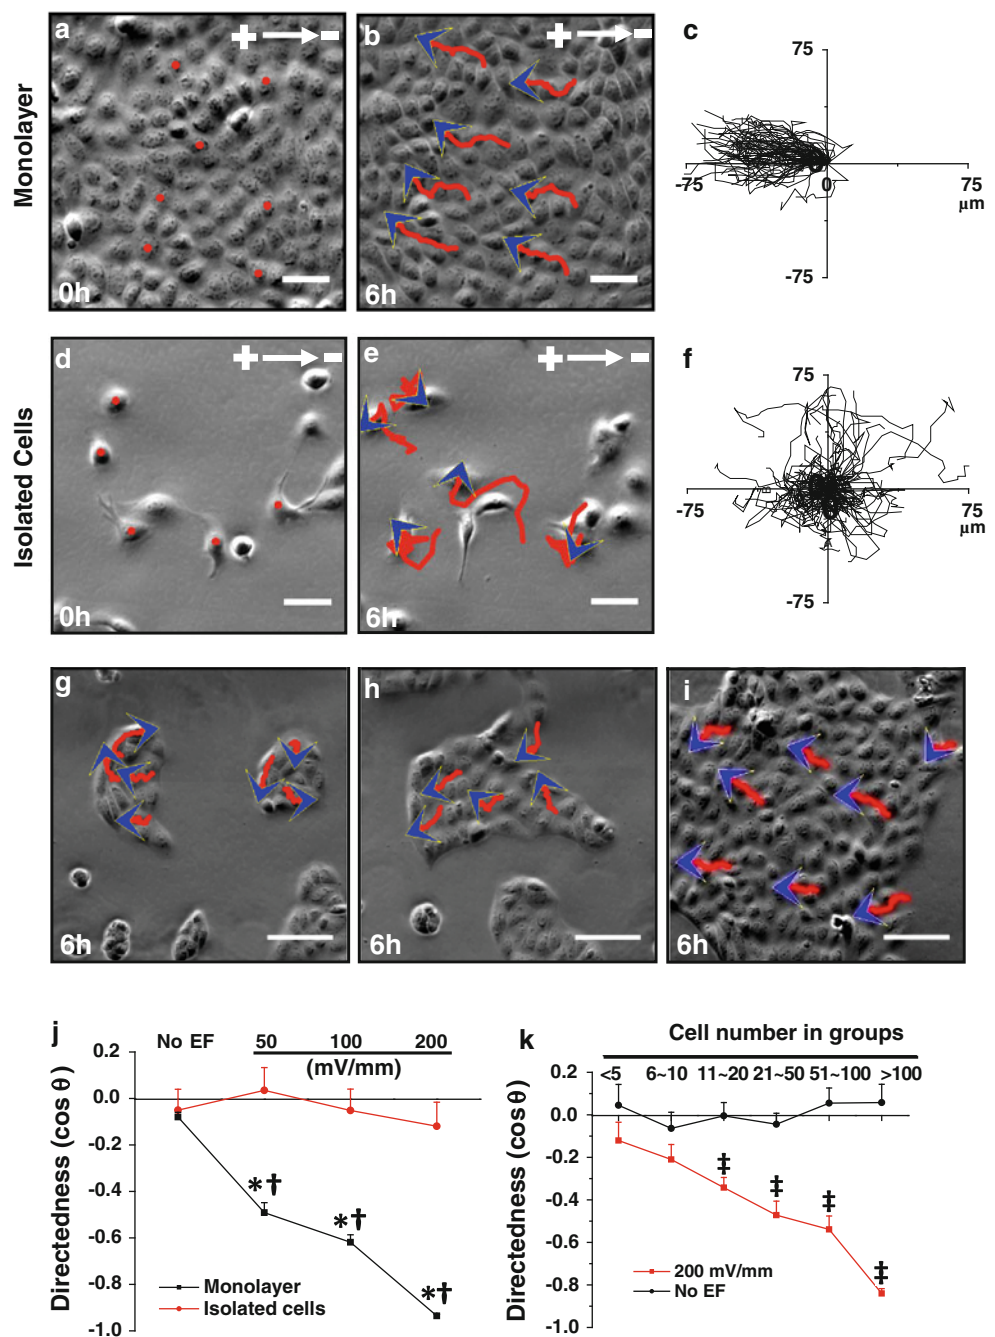 Monolayer
a
+ -
0h
b
+ -
6h
c
75
-75
0
75
μm
-75
Isolated Cells
d
+ -
0h
e
+ -
6h
f
75
-75
75
μm
-75
g
6h
h
6h
i
6h
j
No EF 50 100 200
(mV/mm)
Directedness (cos θ)
0.2
0.0
-0.2
-0.4
-0.6
-0.8
-1.0
*†
*†
*†
Monolayer
Isolated cells
k
Cell number in groups
<5 6~10 11~20 21~50 51~100 >100
Directedness (cos θ)
0.2
0.0
-0.2
-0.4
-0.6
-0.8
-1.0
‡
‡
‡
‡
200 mV/mm
No EF